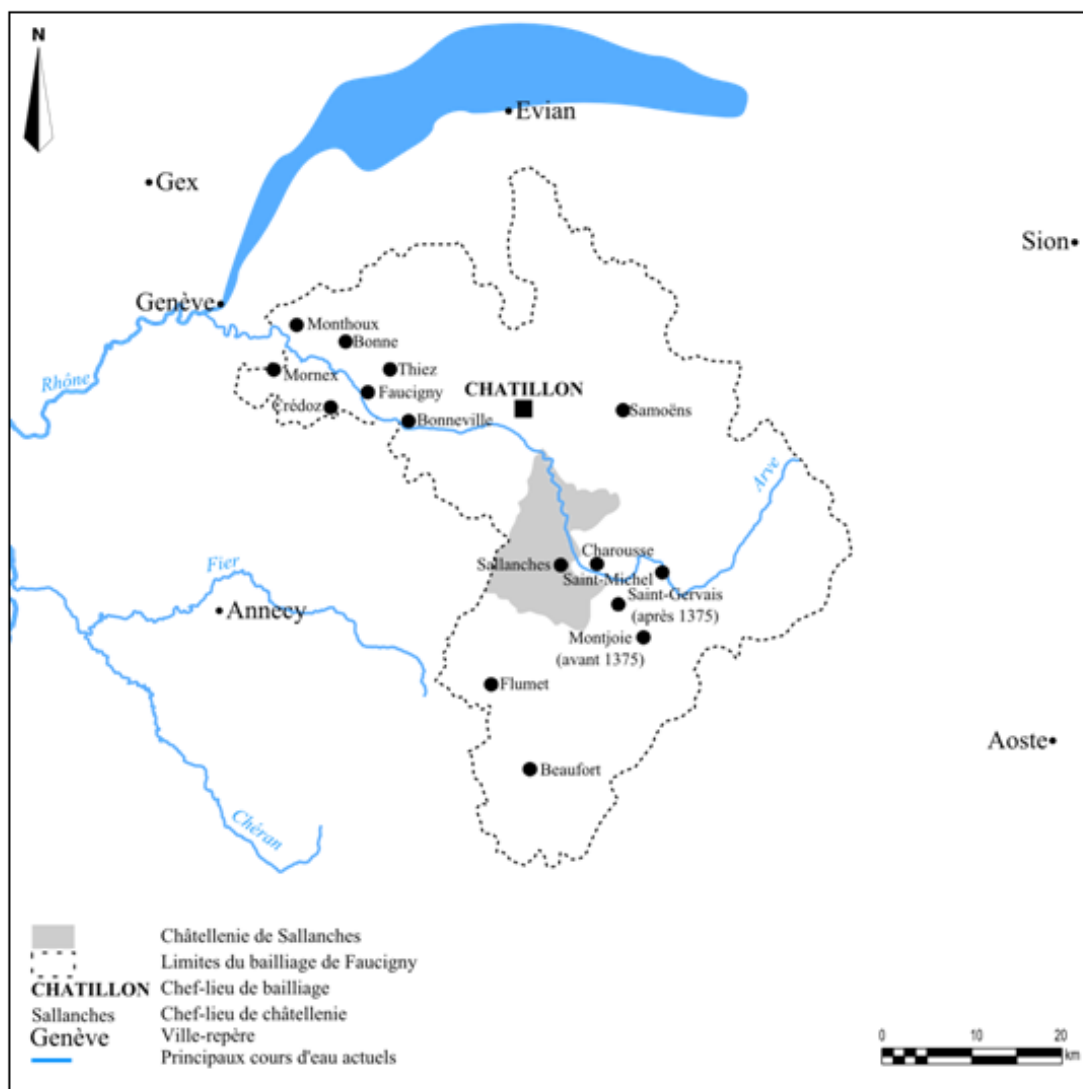 N
Evian
Gex
Sion
Genève
Monthoux
Bonne
Rhône
Mornex
Thiez
CHATILLON
Faucigny
Crédoz
Samoëns
Bonneville
Arve
Charousse
Fier
Sallanches
Saint-Michel
Saint-Gervais
(après 1375)
Annecy
Montjoie
(avant 1375)
Flumet
Aoste
Beaufort
Chéran
Châtellenie de Sallanches
Limites du bailliage de Faucigny
CHATILLON Chef-lieu de bailliage
Sallanches Chef-lieu de châtellenie
Genève Ville-repère
Principaux cours d'eau actuels
0 10 20
km